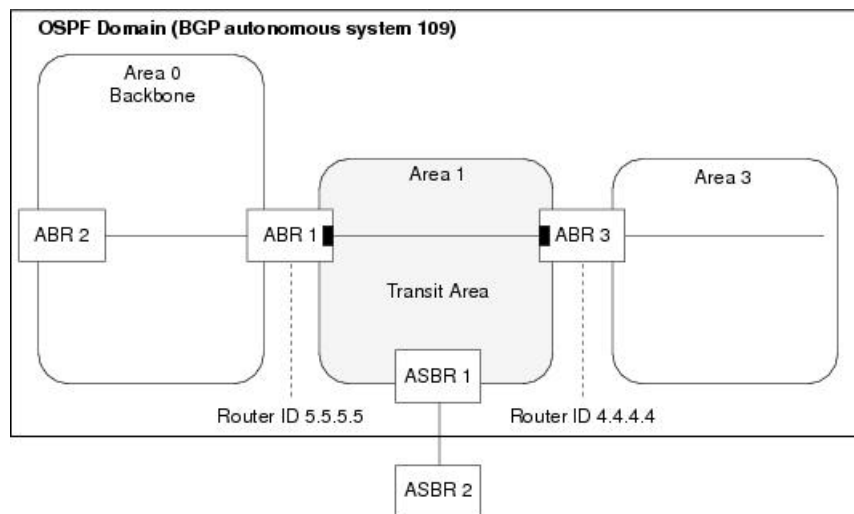 OSPF Domain (BGP autonomous system 109)
Area 0
Backbone
Area 1
Area 3
ABR 2
ABR 1
ABR 3
Transit Area
ASBR 1
Router ID 5.5.5.5
Router ID 4.4.4.4
ASBR 2